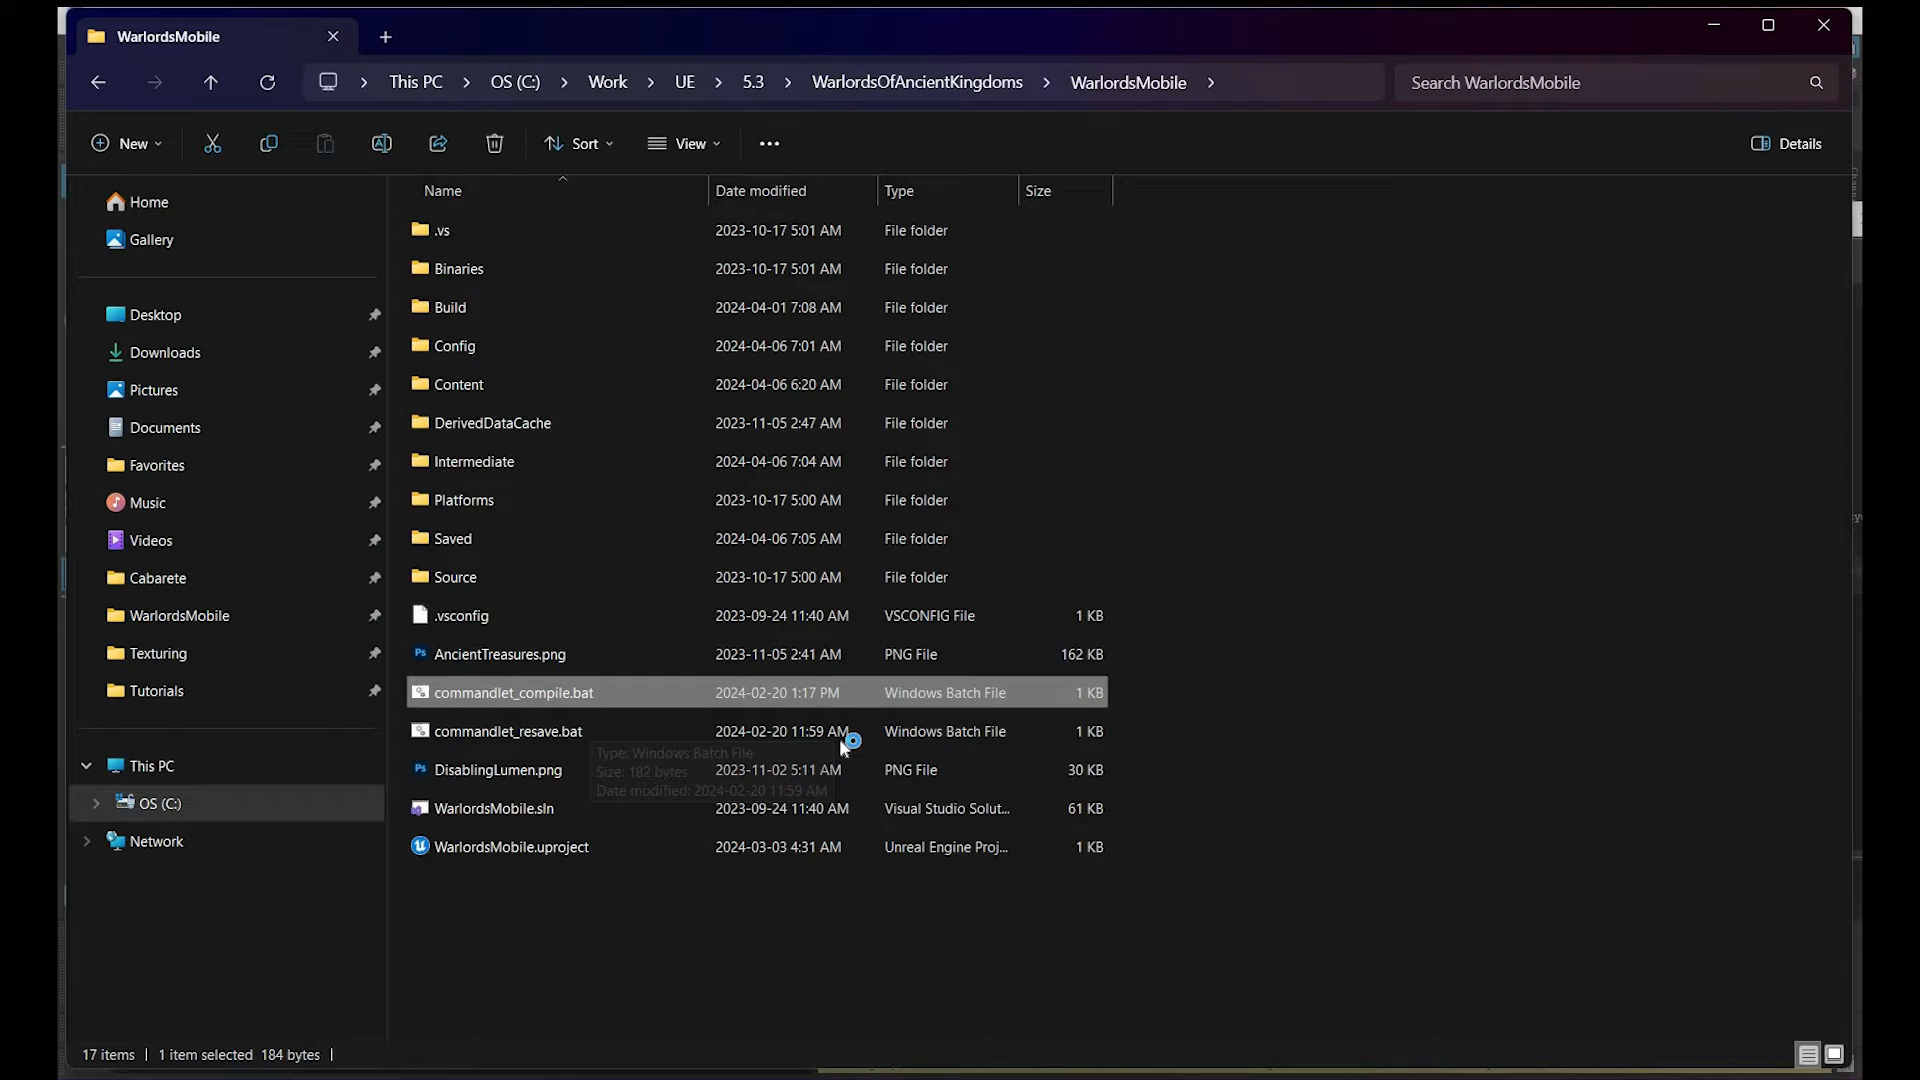 WarlordsMobile
This PC
OS (C:)
Work
UE
5.3
WarlordsOfAncientKingdoms
WarlordsMobile
Search WarlordsMobile
New
Sort
View
Details
Name
Date modified
Type
Size
Home
Gallery
Desktop
Downloads
Pictures
Documents
Favorites
Music
Videos
Cabarete
WarlordsMobile
Texturing
Tutorials
This PC
OS (C:)
Network
.vs 2023-10-17 5:01 AM File folder
Binaries 2023-10-17 5:01 AM File folder
Build 2024-04-01 7:08 AM File folder
Config 2024-04-06 7:01 AM File folder
Content 2024-04-06 6:20 AM File folder
DerivedDataCache 2023-11-05 2:47 AM File folder
Intermediate 2024-04-06 7:04 AM File folder
Platforms 2023-10-17 5:00 AM File folder
Saved 2024-04-06 7:05 AM File folder
Source 2023-10-17 5:00 AM File folder
.vsconfig 2023-09-24 11:40 AM VSCONFIG File 1 KB
Ps AncientTreasures.png 2023-11-05 2:41 AM PNG File 162 KB
commandlet_compile.bat 2024-02-20 1:17 PM Windows Batch File 1 KB
commandlet_resave.bat 2024-02-20 11:59 AM Windows Batch File 1 KB
Type: Windows Batch File
Size: 182 bytes
Date modified: 2024-02-20 11:59 AM
Ps DisablingLumen.png 2023-11-02 5:11 AM PNG File 30 KB
WarlordsMobile.sln 2023-09-24 11:40 AM Visual Studio Solut... 61 KB
WarlordsMobile.uproject 2024-03-03 4:31 AM Unreal Engine Proj... 1 KB
17 items
1 item selected 184 bytes